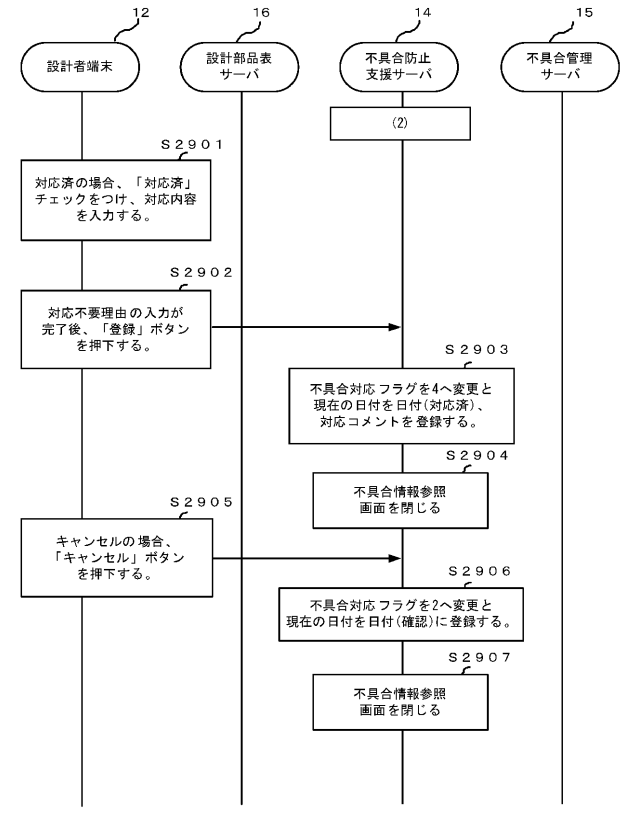 12
16
14
15
設計者端末
設計部品表
サーバ
不具合防止
支援サーバ
不具合管理
サーバ
(2)
S2901
対応済の場合、「対応済」
チェックをつけ、対応内容
を入力する。
S2902
対応不要理由の入力が
完了後、「登録」ボタン
を押下する。
S2903
不具合対応フラグを4へ変更と
現在の日付を日付(対応済)、
対応コメントを登録する。
S2904
不具合情報参照
画面を閉じる
S2905
キャンセルの場合、
「キャンセル」ボタン
を押下する。
S2906
不具合対応フラグを2へ変更と
現在の日付を日付(確認)に登録する。
S2907
不具合情報参照
画面を閉じる